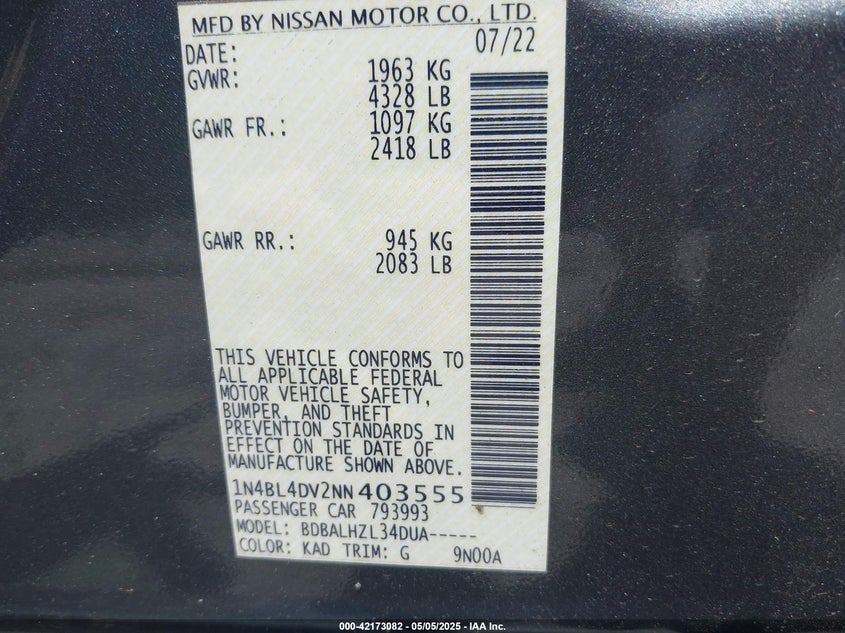 MFD BY NISSAN MOTOR CO., LTD.
DATE: 07/22
GVWR: 1963 KG
4328 LB
GAWR FR.: 1097 KG
2418 LB
GAWR RR.: 945 KG
2083 LB
THIS VEHICLE CONFORMS TO
ALL APPLICABLE FEDERAL
MOTOR VEHICLE SAFETY,
BUMPER, AND THEFT
PREVENTION STANDARDS IN
EFFECT ON THE DATE OF
MANUFACTURE SHOWN ABOVE.
1N4BL4DV2NN403555
PASSENGER CAR 793993
MODEL: BDBALHZL34DUA-----
COLOR: KAD TRIM: G 9N00A
000-42173082 - 05/05/2025 - IAA Inc.